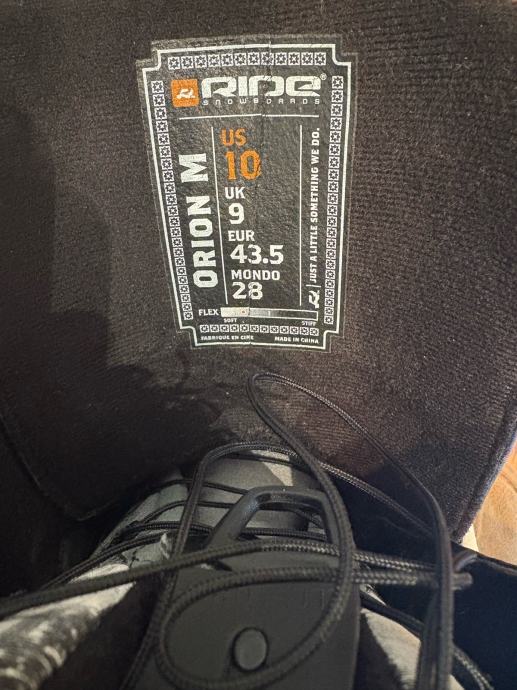 RIDE®
SNOWBOARDS
ORION M
US
10
UK
9
EUR
43.5
MONDO
28
JUST A LITTLE SOMETHING WE DO.
FLEX
SOFT STIFF
FABRIQUE EN CINE MADE IN CHINA